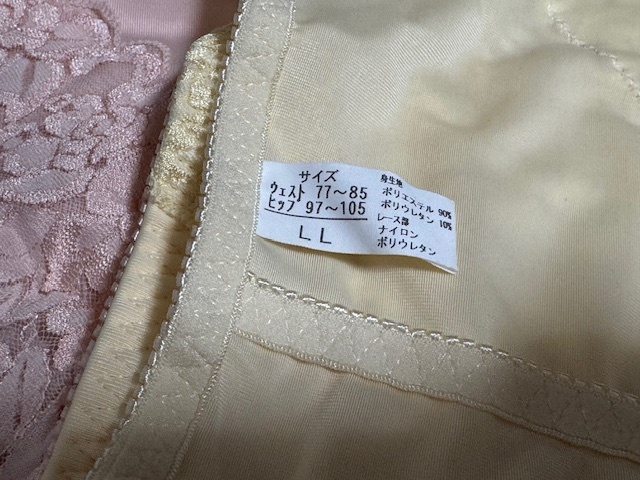 サイズ
ウェスト 77～85
ヒップ 97～105
LL
身生地
ポリエステル 90%
ポリウレタン 10%
レース部
ナイロン
ポリウレタン